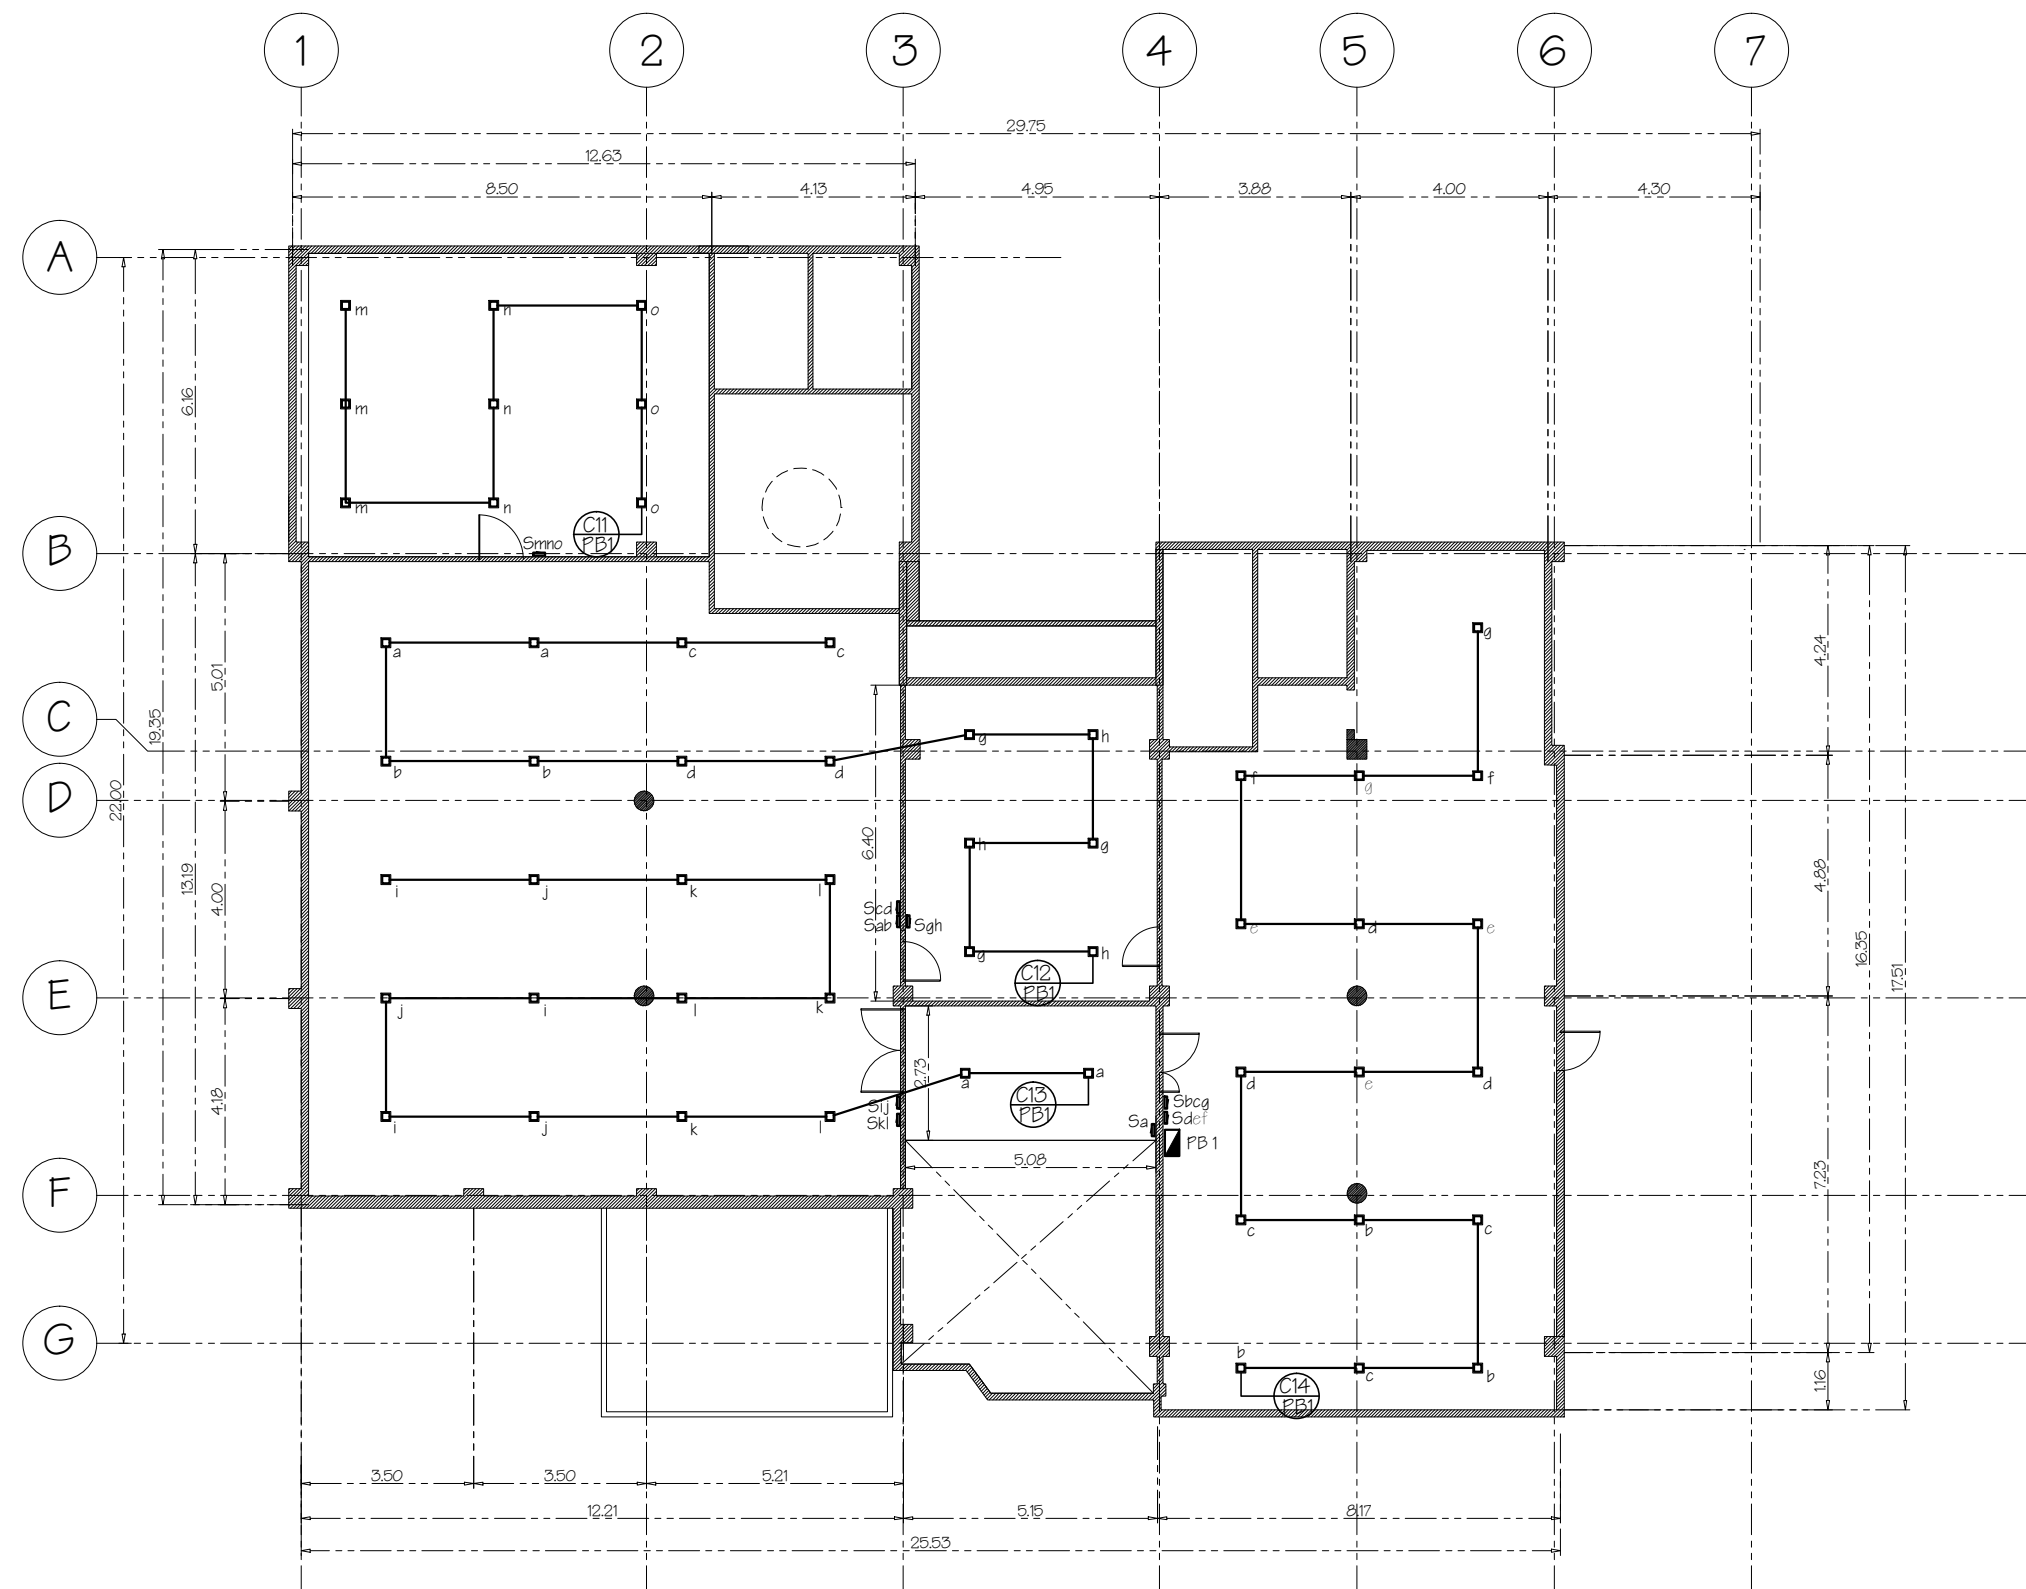 1 2 3 4 5 6 7
29.75
12.63
8.50 4.13 4.95 3.88 4.00 4.30
A
m n o
6.16
m n o
m n o
C11
PB1
Smno
B
a a c c
g
4.24
5.01
C
19.35
g h
b b d d
f g f
D
22.00
6.40
h g
13.19
4.00
4.88
i j k l
Scd
Sab Sgh
e d e
16.35
17.51
g h
C12
PB1
E
j i l k
2.73
a a
d e d
4.18
C13
PB1
Sij
Skl
Sa
Sbcg
Sdef
PB 1
i j k l
5.08
7.23
F
c b c
G
b
c b
C14
PB1
1.16
3.50 3.50 5.21
12.21 5.15 8.17
25.53